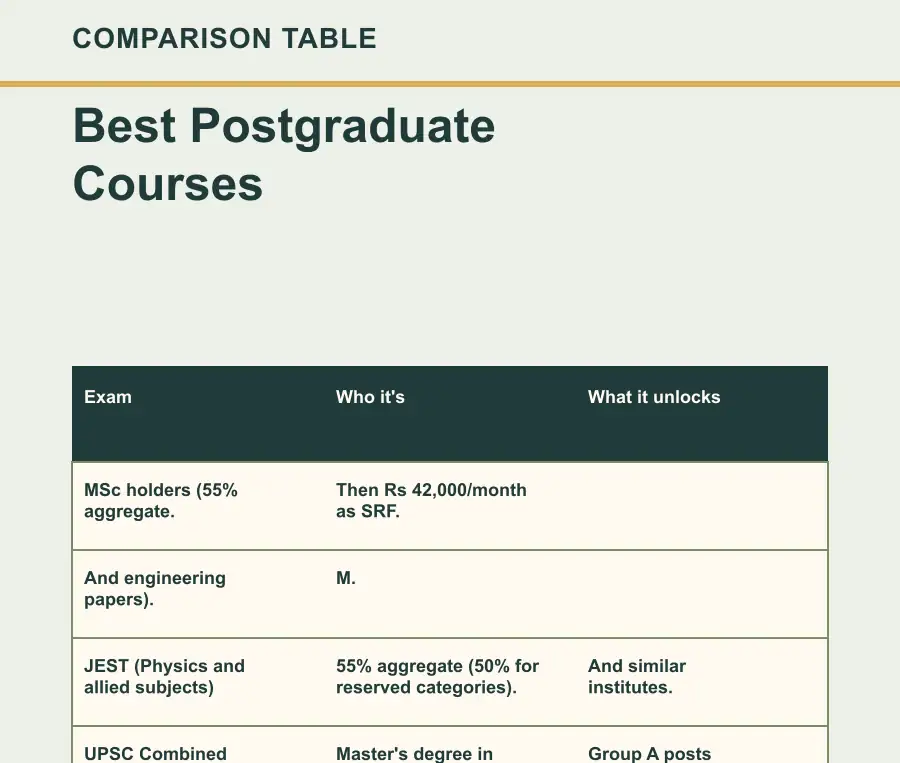 COMPARISON TABLE
Best Postgraduate
Courses
Exam
Who it's
What it unlocks
MSc holders (55%
aggregate.
Then Rs 42,000/month
as SRF.
And engineering
papers).
M.
JEST (Physics and
allied subjects)
55% aggregate (50% for
reserved categories).
And similar
institutes.
UPSC Combined
Master's degree in
Group A posts